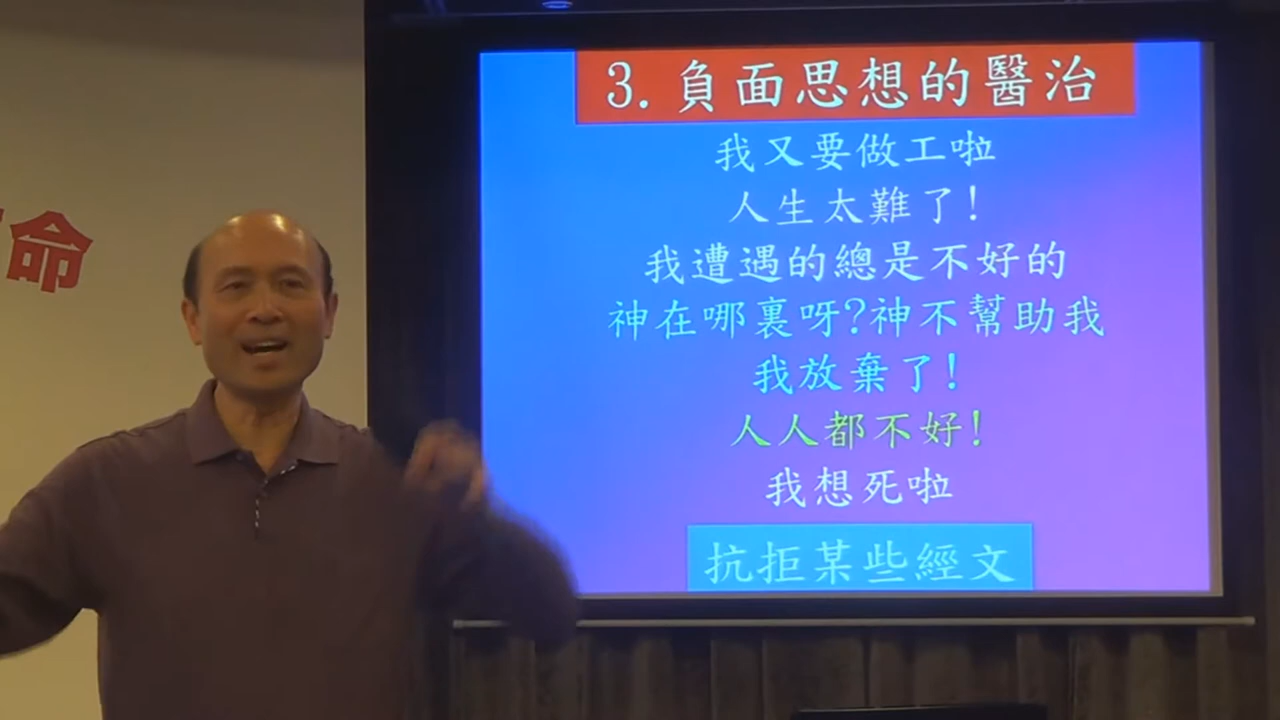 命
3. 負面思想的醫治
我又要做工啦
人生太難了!
我遭遇的總是不好的
神在哪裏呀?神不幫助我
我放棄了!
人人都不好!
我想死啦
抗拒某些經文